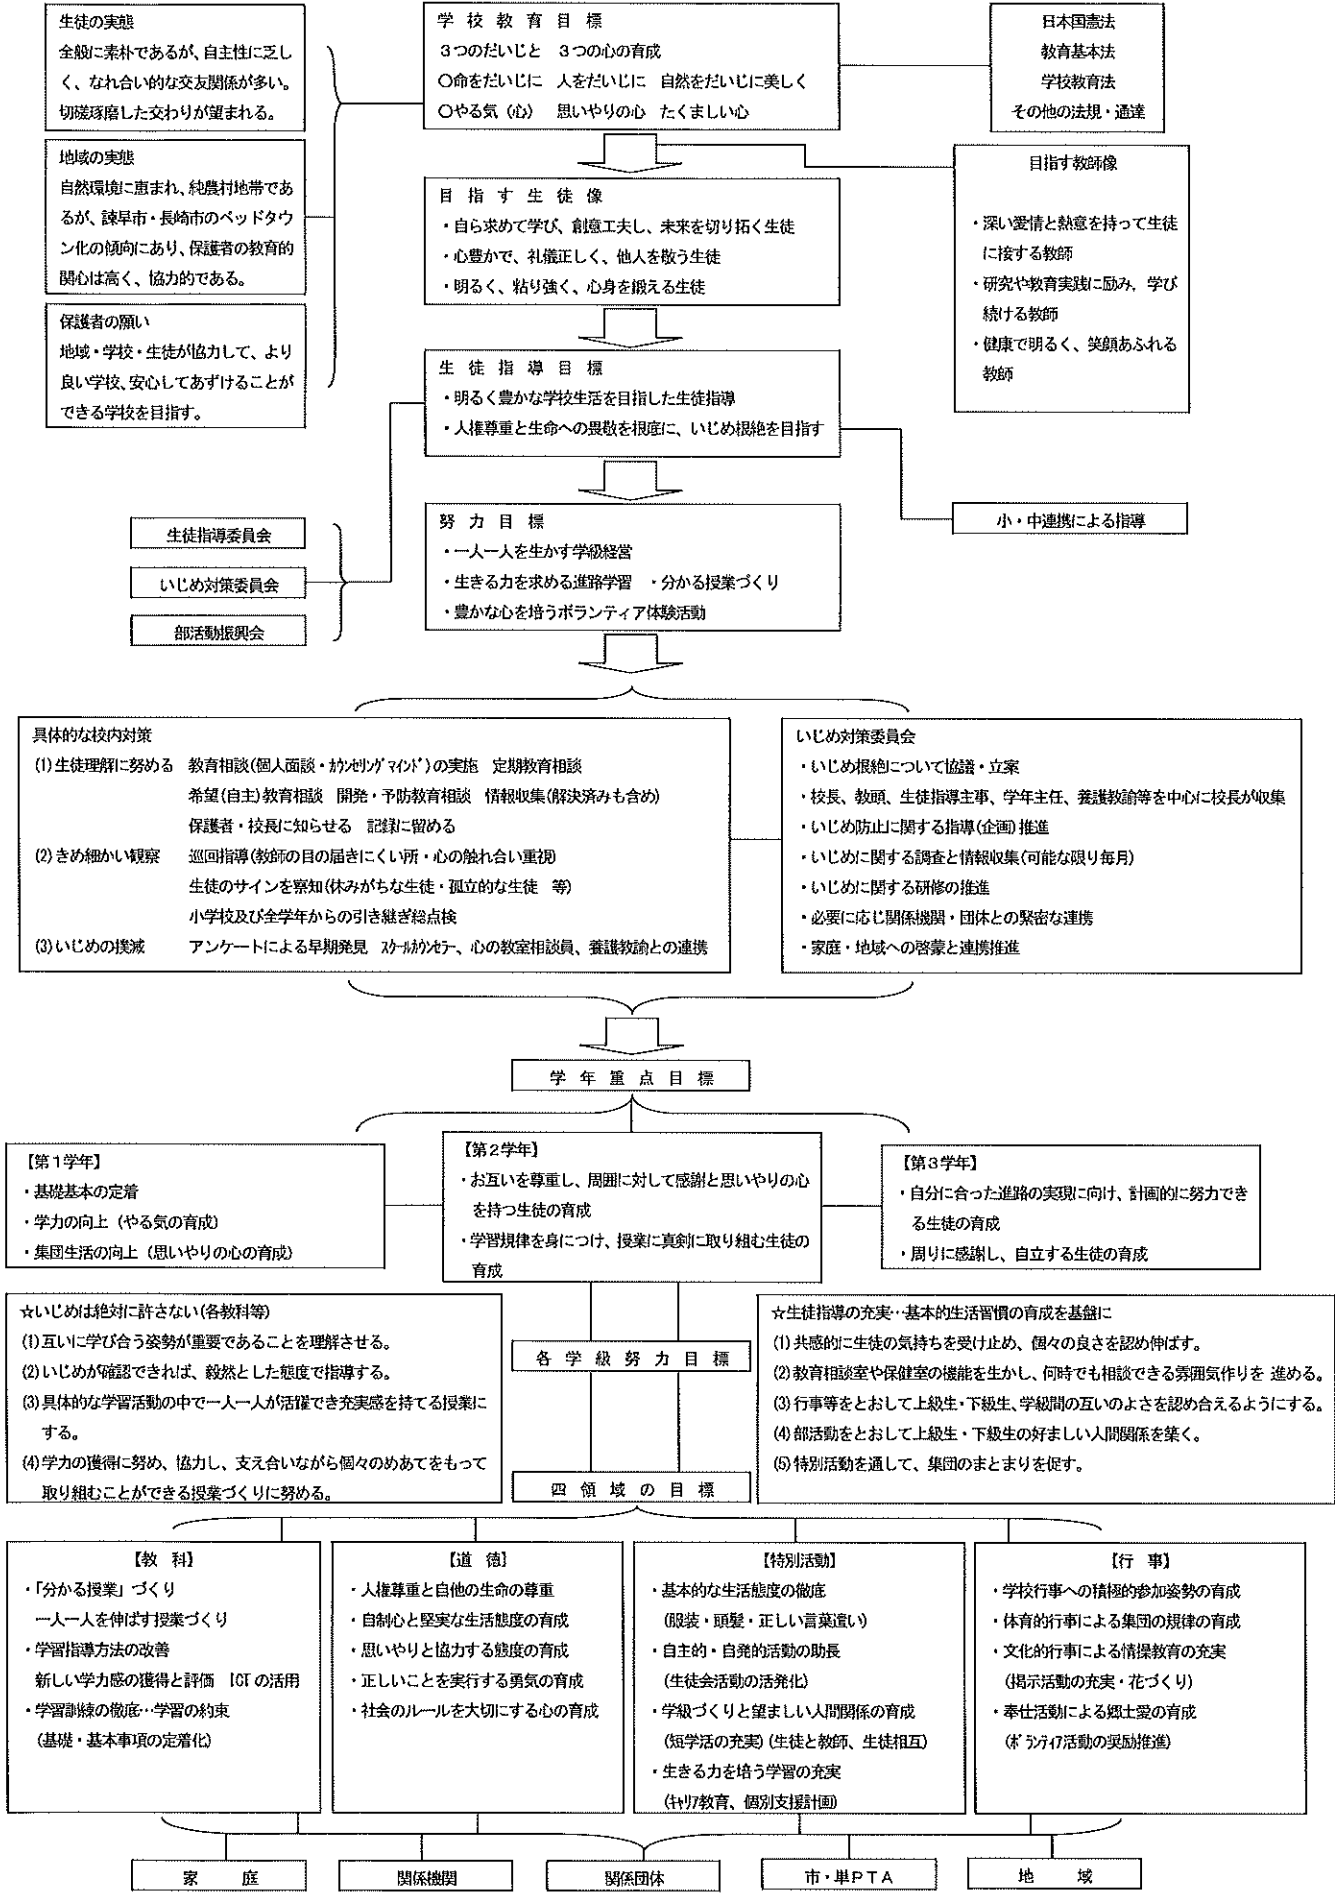 生徒の実態
全般に素朴であるが、自主性に乏し
く、なれ合い的な交友関係が多い。
切磋琢磨した交わりが望まれる。
学校教育目標
３つのだいじと　３つの心の育成
○命をだいじに　人をだいじに　自然をだいじに美しく
○やる気（心）　思いやりの心　たくましい心
日本国憲法
教育基本法
学校教育法
その他の法規・通達
地域の実態
自然環境に恵まれ、純農村地帯であ
るが、諫早市・長崎市のベッドタウ
ン化の傾向にあり、保護者の教育的
関心は高く、協力的である。
目指す生徒像
・自ら求めて学び、創意工夫し、未来を切り拓く生徒
・心豊かで、礼儀正しく、他人を敬う生徒
・明るく、粘り強く、心身を鍛える生徒
目指す教師像
・深い愛情と熱意を持って生徒
に接する教師
・研究や教育実践に励み、学び
続ける教師
・健康で明るく、笑顔あふれる
教師
保護者の願い
地域・学校・生徒が協力して、より
良い学校、安心してあずけることが
できる学校を目指す。
生徒指導目標
・明るく豊かな学校生活を目指した生徒指導
・人権尊重と生命への畏敬を根底に、いじめ根絶を目指す
小・中連携による指導
生徒指導委員会
いじめ対策委員会
部活動振興会
努力目標
・一人一人を生かす学級経営
・生きる力を求める進路学習　・分かる授業づくり
・豊かな心を培うボランティア体験活動
具体的な校内対策
(1)生徒理解に努める　教育相談(個人面談・ｶｳﾝｾﾘﾝｸﾞﾏｲﾝﾄﾞ)の実施　定期教育相談
希望(自主)教育相談　開発・予防教育相談　情報収集(解決済みも含め)
保護者・校長に知らせる　記録に留める
(2)きめ細かい観察　巡回指導(教師の目の届きにくい所・心の触れ合い重視)
生徒のサインを察知(休みがちな生徒・孤立的な生徒　等)
小学校及び全学年からの引き継ぎ総点検
(3)いじめの撲滅　アンケートによる早期発見　ｽｸｰﾙｶｳﾝｾﾗｰ、心の教室相談員、養護教諭との連携
いじめ対策委員会
・いじめ根絶について協議・立案
・校長、教頭、生徒指導主事、学年主任、養護教諭等を中心に校長が収集
・いじめ防止に関する指導(企画)推進
・いじめに関する調査と情報収集(可能な限り毎月)
・いじめに関する研修の推進
・必要に応じ関係機関・団体との緊密な連携
・家庭・地域への啓蒙と連携推進
学年重点目標
【第１学年】
・基礎基本の定着
・学力の向上（やる気の育成）
・集団生活の向上（思いやりの心の育成）
【第２学年】
・お互いを尊重し、周囲に対して感謝と思いやりの心
を持つ生徒の育成
・学習規律を身につけ、授業に真剣に取り組む生徒の
育成
【第３学年】
・自分に合った進路の実現に向け、計画的に努力でき
る生徒の育成
・周りに感謝し、自立する生徒の育成
☆いじめは絶対に許さない(各教科等)
(1)互いに学び合う姿勢が重要であることを理解させる。
(2)いじめが確認できれば、毅然とした態度で指導する。
(3)具体的な学習活動の中で一人一人が活躍でき充実感を持てる授業に
する。
(4)学力の獲得に努め、協力し、支え合いながら個々のめあてをもって
取り組むことができる授業づくりに努める。
各学級努力目標
四領域の目標
☆生徒指導の充実…基本的生活習慣の育成を基盤に
(1)共感的に生徒の気持ちを受け止め、個々の良さを認め伸ばす。
(2)教育相談室や保健室の機能を生かし、何時でも相談できる雰囲気作りを 進める。
(3)行事等をとおして上級生・下級生、学級間の互いのよさを認め合えるようにする。
(4)部活動をとおして上級生・下級生の好ましい人間関係を築く。
(5)特別活動を通して、集団のまとまりを促す。
【教　科】
・「分かる授業」づくり
一人一人を伸ばす授業づくり
・学習指導方法の改善
新しい学力感の獲得と評価　ICTの活用
・学習訓練の徹底…学習の約束
(基礎・基本事項の定着化)
【道　徳】
・人権尊重と自他の生命の尊重
・自制心と堅実な生活態度の育成
・思いやりと協力する態度の育成
・正しいことを実行する勇気の育成
・社会のルールを大切にする心の育成
【特別活動】
・基本的な生活態度の徹底
(服装・頭髪・正しい言葉遣い)
・自主的・自発的活動の助長
(生徒会活動の活発化)
・学級づくりと望ましい人間関係の育成
(短学活の充実)(生徒と教師、生徒相互)
・生きる力を培う学習の充実
(ｷｬﾘｱ教育、個別支援計画)
【行　事】
・学校行事への積極的参加姿勢の育成
・体育的行事による集団の規律の育成
・文化的行事による情操教育の充実
(掲示活動の充実・花づくり)
・奉仕活動による郷土愛の育成
(ﾎﾞﾗﾝﾃｨｱ活動の奨励推進)
家　庭
関係機関
関係団体
市・単ＰＴＡ
地　域